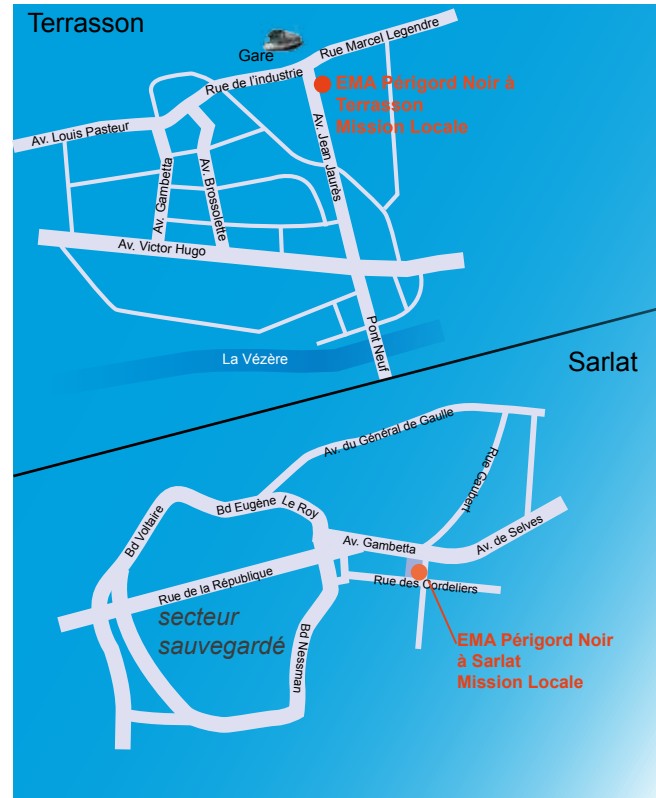 Terrasson
Gare
Rue Marcel Legendre
Rue de l'industrie
EMA Périgord Noir à
Terrasson
Mission Locale
Av. Louis Pasteur
Av. Jean Jaurès
Av. Gambetta
Av. Brossolette
Av. Victor Hugo
Pont Neuf
La Vézère
Sarlat
Av. du Général de Gaulle
Rue Gaubert
Bd Voltaire
Bd Eugène Le Roy
Av. de Selves
Av. Gambetta
Rue de la République
Rue des Cordeliers
secteur
sauvegardé
Bd Nessman
EMA Périgord Noir
à Sarlat
Mission Locale